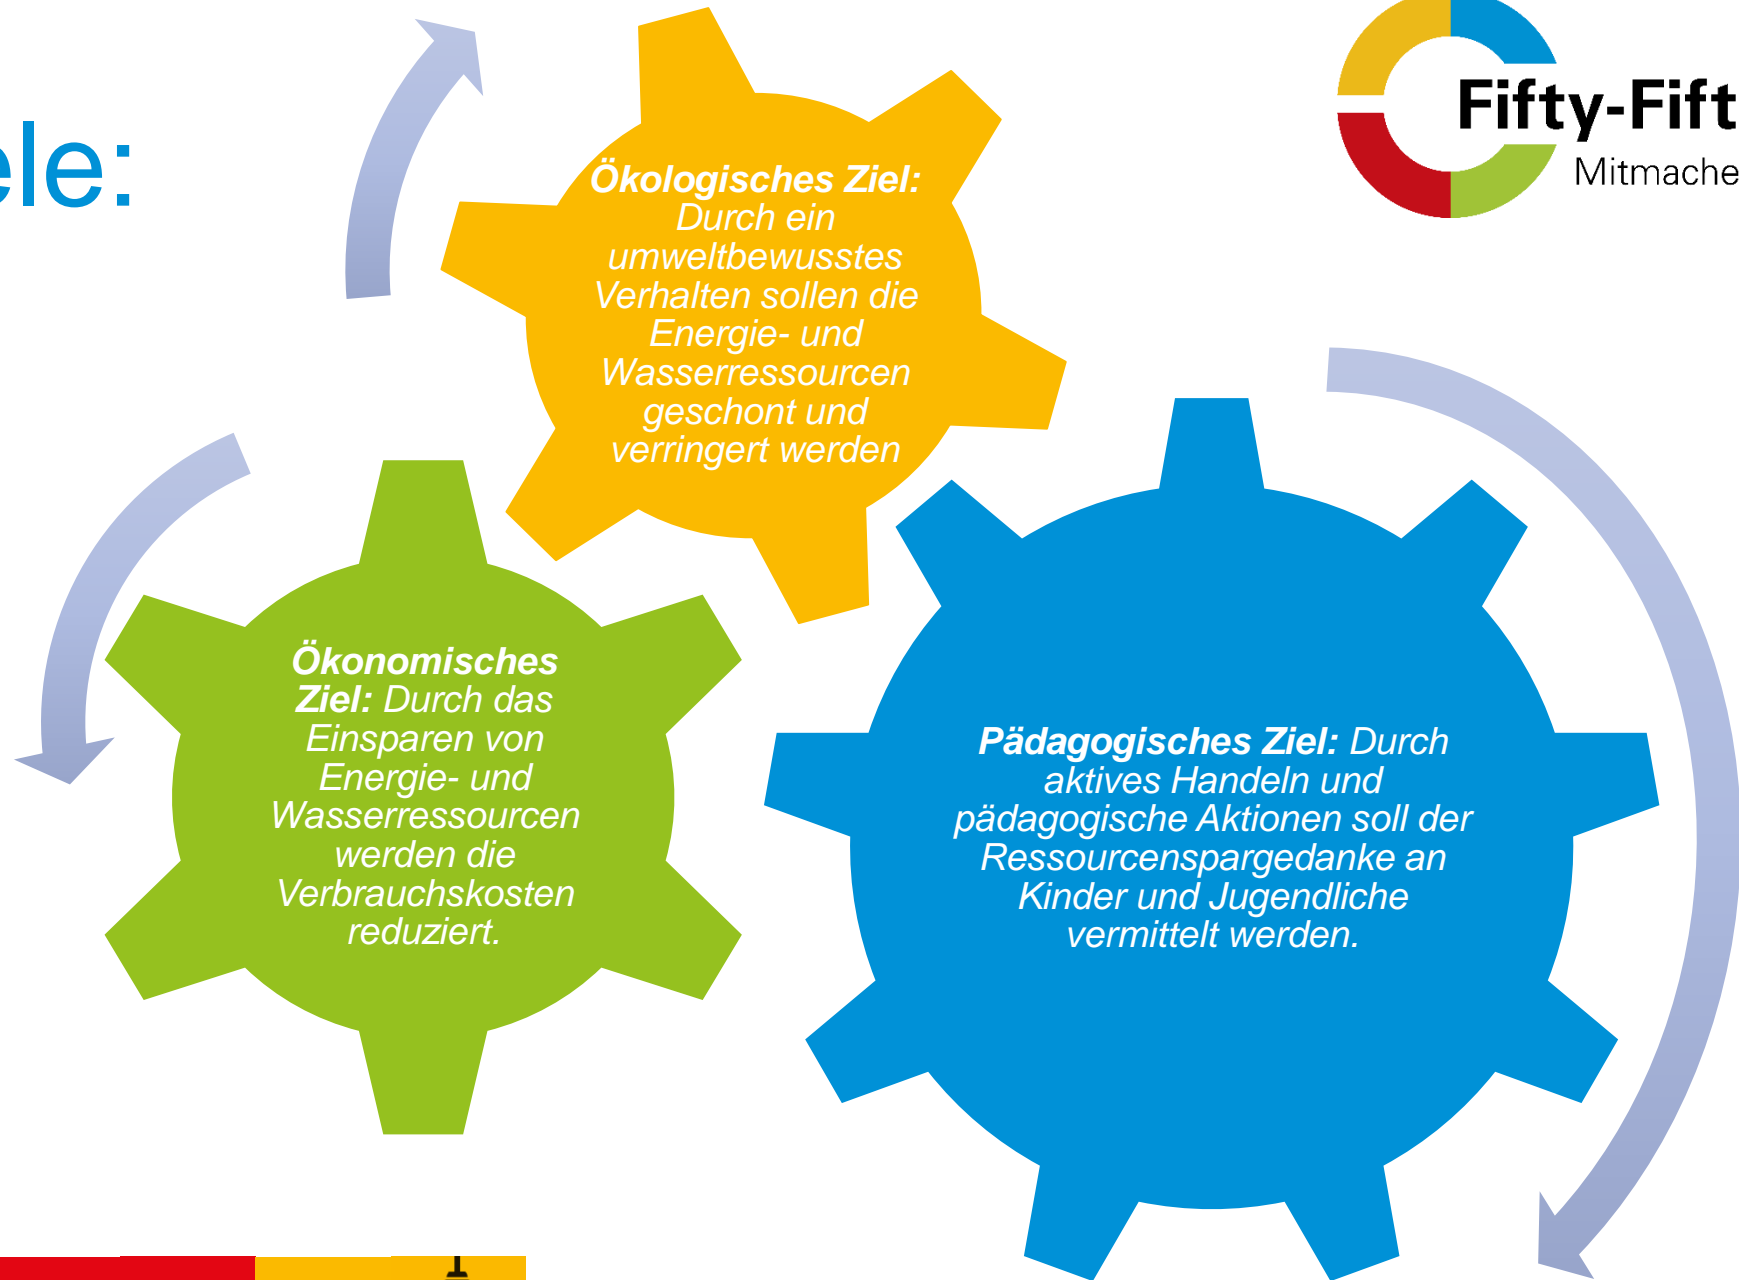 ele:
Fifty-Fift
Mitmache
Ökologisches Ziel:
Durch ein
umweltbewusstes
Verhalten sollen die
Energie- und
Wasserressourcen
geschont und
verringert werden
Ökonomisches
Ziel: Durch das
Einsparen von
Energie- und
Wasserressourcen
werden die
Verbrauchskosten
reduziert.
Pädagogisches Ziel: Durch
aktives Handeln und
pädagogische Aktionen soll der
Ressourcenspargedanke an
Kinder und Jugendliche
vermittelt werden.